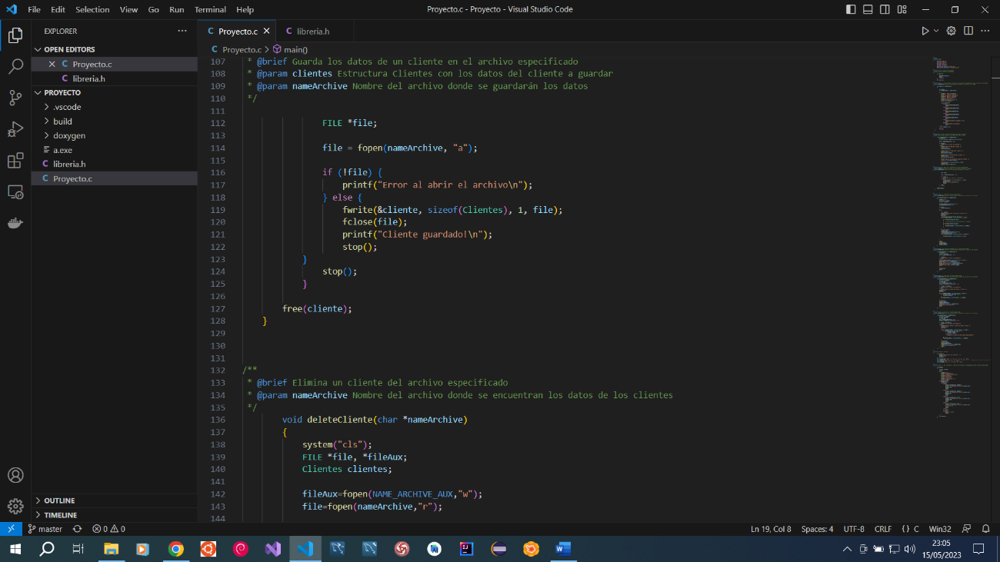 File Edit Selection View Go Run Terminal Help
Proyecto.c - Proyecto - Visual Studio Code
EXPLORER
OPEN EDITORS
Proyecto.c
libreria.h
PROYECTO
.vscode
build
doxygen
a.exe
libreria.h
Proyecto.c
OUTLINE
TIMELINE
Proyecto.c
libreria.h
Proyecto.c > main()
107 * @brief Guarda los datos de un cliente en el archivo especificado
108 * @param clientes Estructura Clientes con los datos del cliente a guardar
109 * @param nameArchive Nombre del archivo donde se guardarán los datos
110 */
111
112 FILE *file;
113
114 file = fopen(nameArchive, "a");
115
116 if (!file) {
117 printf("Error al abrir el archivo\n");
118 } else {
119 fwrite(&cliente, sizeof(Clientes), 1, file);
120 fclose(file);
121 printf("Cliente guardado!\n");
122 stop();
123 }
124 stop();
125 }
126
127 free(cliente);
128 }
129
130
131
132 /**
133 * @brief Elimina un cliente del archivo especificado
134 * @param nameArchive Nombre del archivo donde se encuentran los datos de los clientes
135 */
136 void deleteCliente(char *nameArchive)
137 {
138 system("cls");
139 FILE *file, *fileAux;
140 Clientes clientes;
141
142 fileAux=fopen(NAME_ARCHIVE_AUX,"w");
143 file=fopen(nameArchive,"r");
144
master 0 0
Ln 19, Col 8 Spaces: 4 UTF-8 CRLF {} C Win32
23:05
15/05/2023